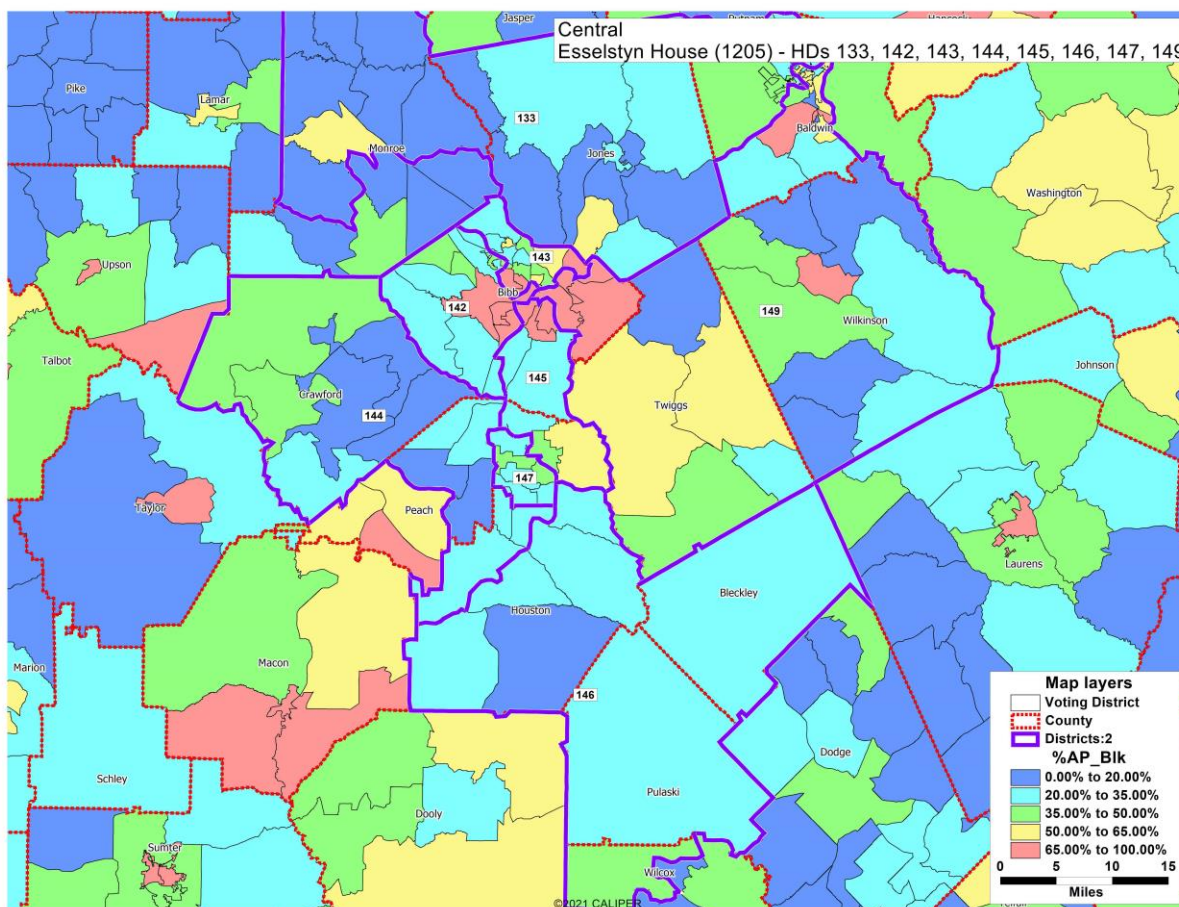 Jasper
Putnam
Hancock
Central
Esselstyn House (1205) - HDs 133, 142, 143, 144, 145, 146, 147, 149
Pike
Lamar
133
Baldwin
Monroe
Jones
Washington
Upson
143
Bibb
142
149
Wilkinson
Talbot
Johnson
145
Crawford
144
Twiggs
147
Taylor
Peach
Laurens
Bleckley
Houston
Marion
Macon
146
Schley
Dodge
Pulaski
Dooly
Sumter
Wilcox
Telfair
Map layers
Voting District
County
Districts:2
%AP_Blk
0.00% to 20.00%
20.00% to 35.00%
35.00% to 50.00%
50.00% to 65.00%
65.00% to 100.00%
0 5 10 15
Miles
©2021 CALIPER